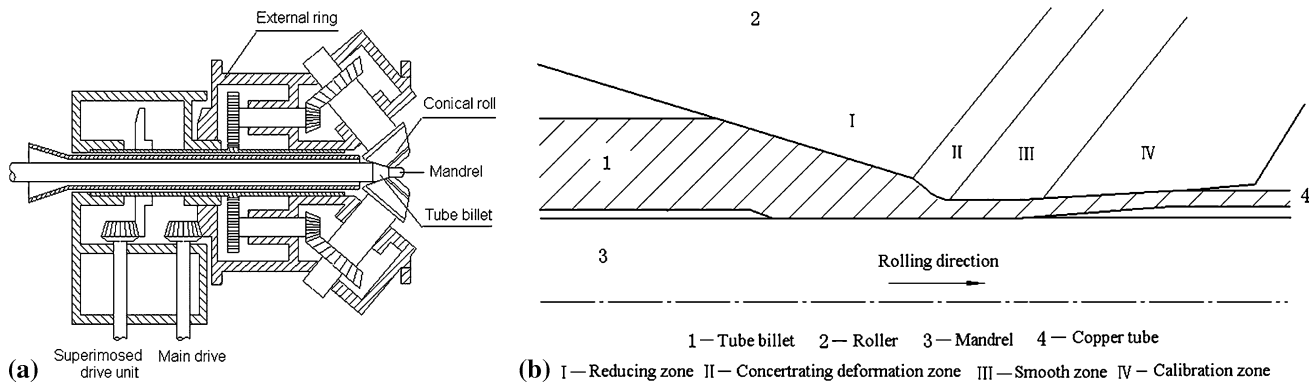 External ring
Conical roll
Mandrel
Tube billet
Superimosed
drive unit
Main drive
(a)
2
I
II
III
IV
1
4
3
Rolling direction
1—Tube billet 2—Roller 3—Mandrel 4—Copper tube
(b) I—Reducing zone II—Concertrating deformation zone III—Smooth zone IV—Calibration zone